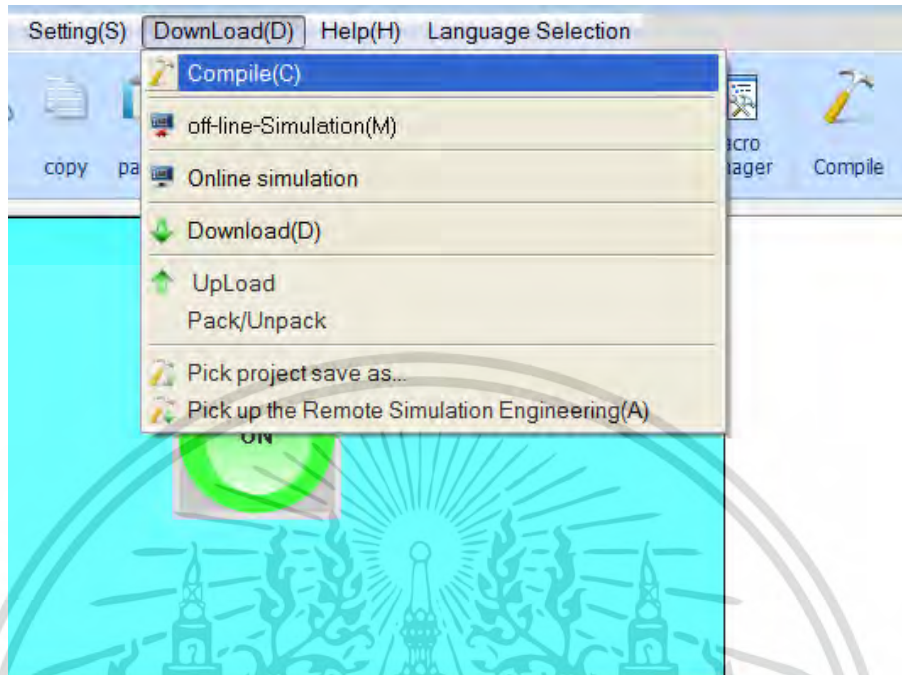 Setting(S) DownLoad(D) Help(H) Language Selection
Compile(C)
off-line-Simulation(M)
Online simulation
Download(D)
UpLoad
Pack/Unpack
Pick project save as...
Pick up the Remote Simulation Engineering(A)
copy pa acro
ager Compile
ON